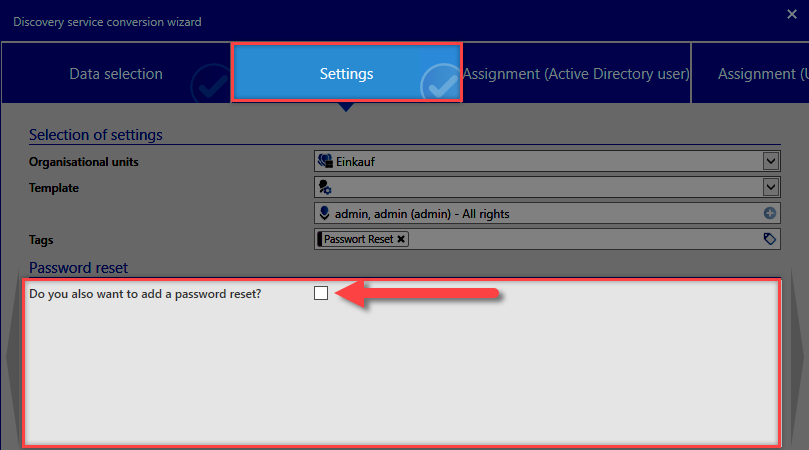 Discovery service conversion wizard
Data selection
Settings
Assignment (Active Directory user)
Assignment (U
Selection of settings
Organisational units
Einkauf
Template
admin, admin (admin) - All rights
Tags
Passwort Reset
Password reset
Do you also want to add a password reset?